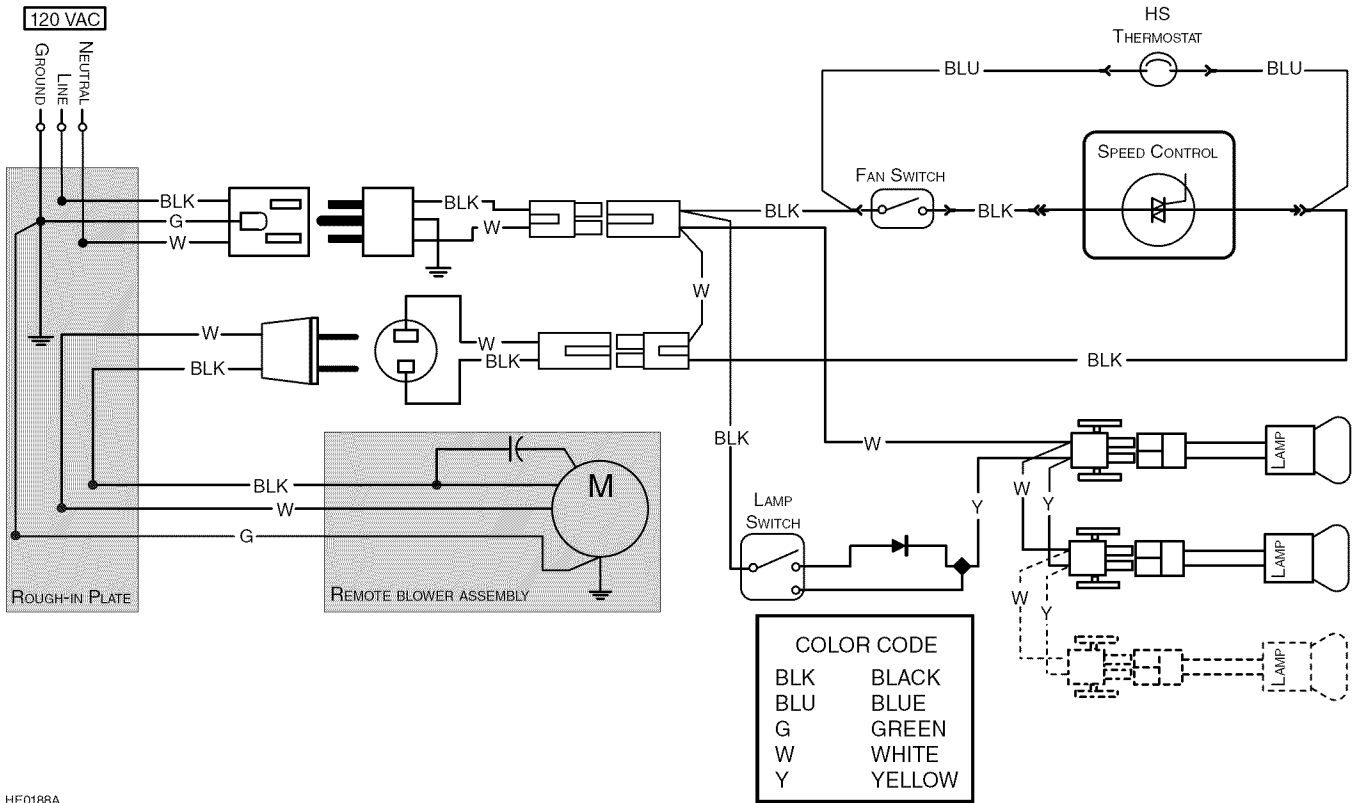 120 VAC
GROUND
LINE
NEUTRAL
HS
THERMOSTAT
BLU
BLU
SPEED CONTROL
FAN SWITCH
BLK
BLK
BLK
BLK
G
W
W
W
W
W
BLK
BLK
BLK
BLK
W
LAMP
W
Y
Y
LAMP
SWITCH
LAMP
W
Y
LAMP
BLK
W
G
M
ROUGH-IN PLATE
REMOTE BLOWER ASSEMBLY
COLOR CODE
BLK BLACK
BLU BLUE
G GREEN
W WHITE
Y YELLOW
HE0188A